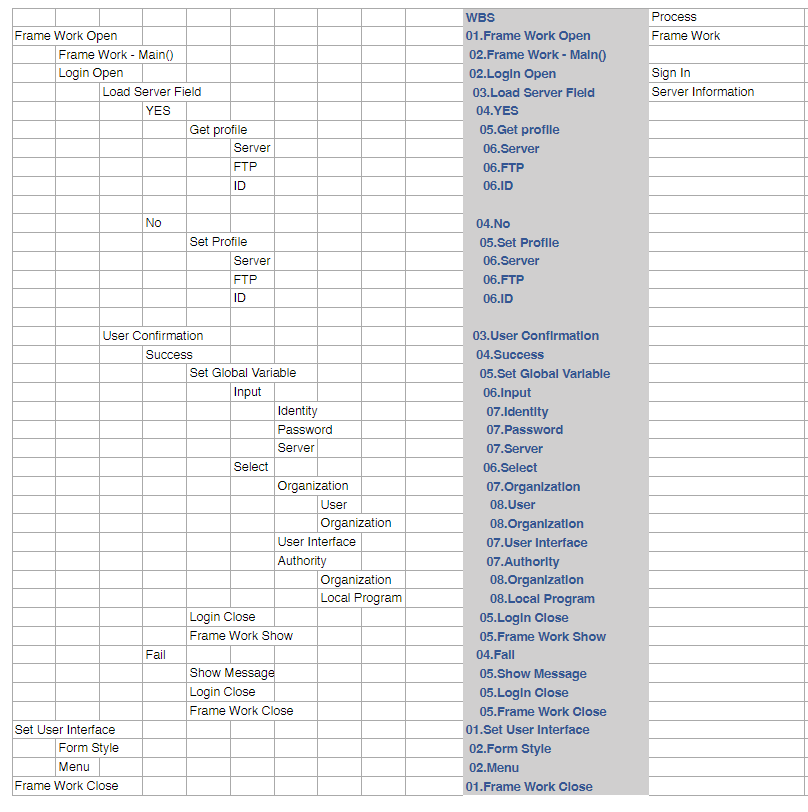 WBS Process
Frame Work Open 01.Frame Work Open Frame Work
Frame Work - Main() 02.Frame Work - Main()
Login Open 02.Login Open Sign In
Load Server Field 03.Load Server Field Server Information
YES 04.YES
Get profile 05.Get profile
Server 06.Server
FTP 06.FTP
ID 06.ID
No 04.No
Set Profile 05.Set Profile
Server 06.Server
FTP 06.FTP
ID 06.ID
User Confirmation 03.User Confirmation
Success 04.Success
Set Global Variable 05.Set Global Variable
Input 06.Input
Identity 07.Identity
Password 07.Password
Server 07.Server
Select 06.Select
Organization 07.Organization
User 08.User
Organization 08.Organization
User Interface 07.User Interface
Authority 07.Authority
Organization 08.Organization
Local Program 08.Local Program
Login Close 05.Login Close
Frame Work Show 05.Frame Work Show
Fail 04.Fail
Show Message 05.Show Message
Login Close 05.Login Close
Frame Work Close 05.Frame Work Close
Set User Interface 01.Set User Interface
Form Style 02.Form Style
Menu 02.Menu
Frame Work Close 01.Frame Work Close